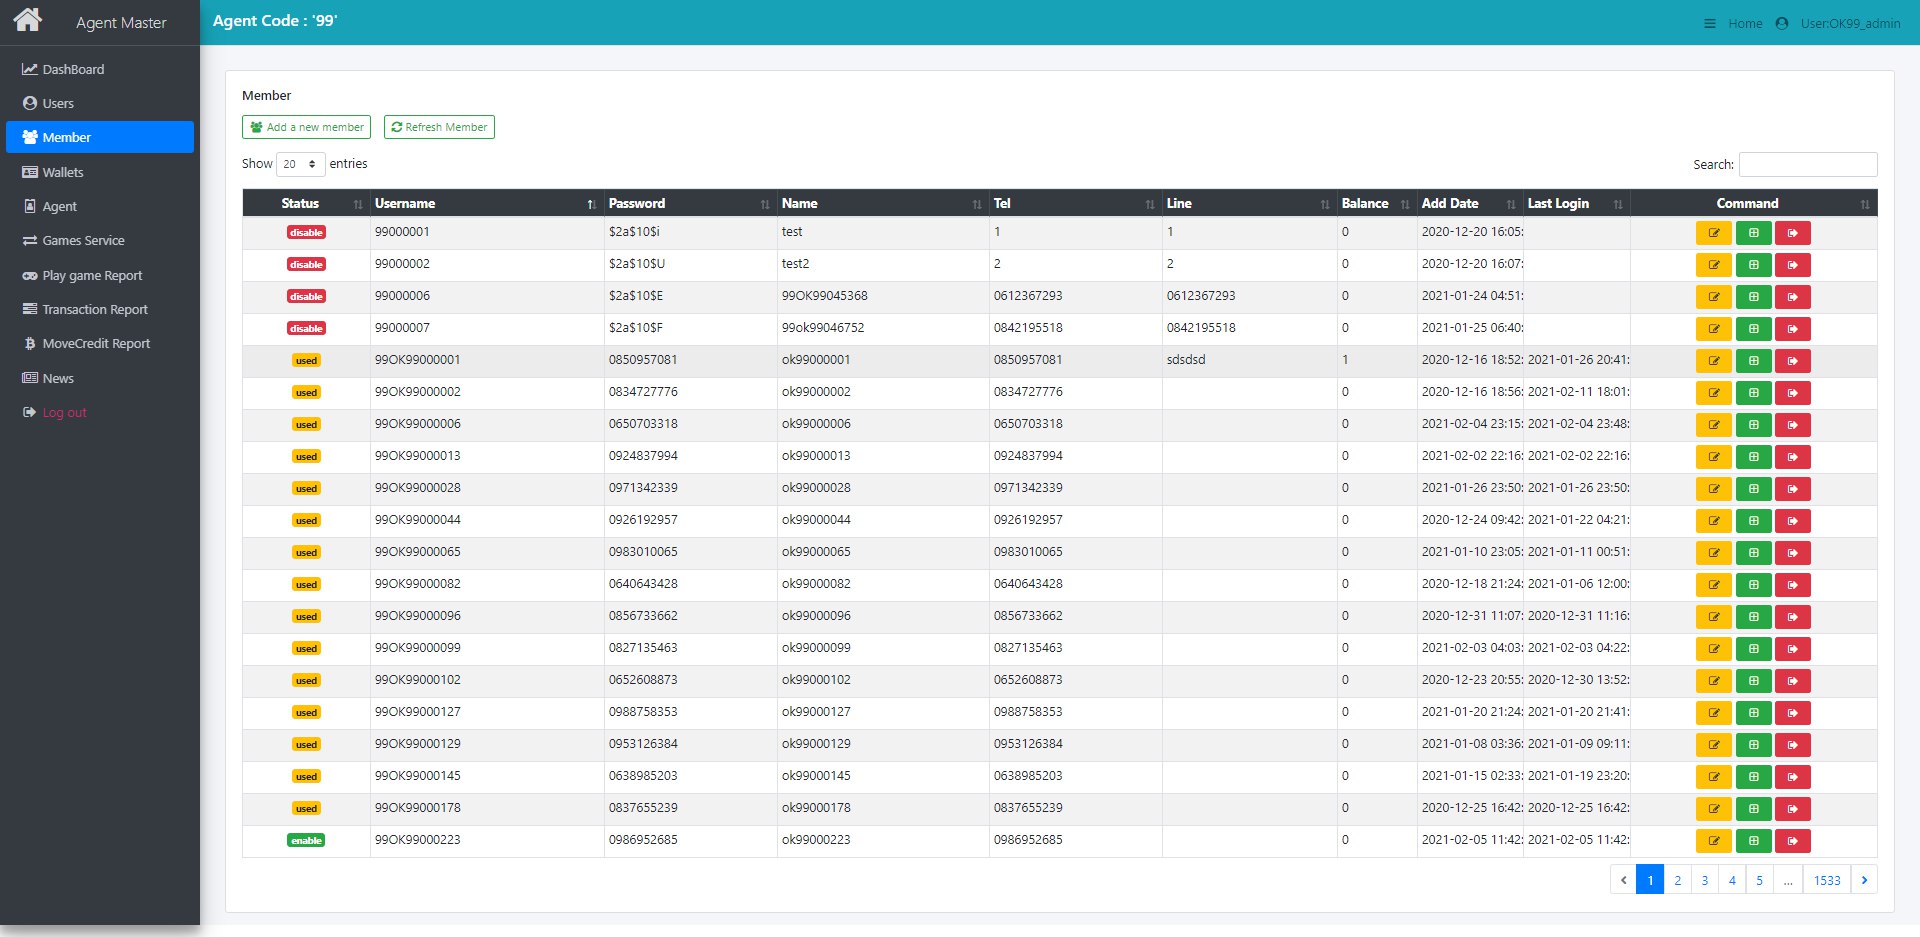 Agent Master
Agent Code : '99'
Home User:OK99_admin
DashBoard
Users
Member
Wallets
Agent
Games Service
Play game Report
Transaction Report
MoveCredit Report
News
Log out
Member
Add a new member Refresh Member
Show 20 entries Search:
Status Username Password Name Tel Line Balance Add Date Last Login Command
disable 99000001 $2a$10$i test 1 1 0 2020-12-20 16:05:
disable 99000002 $2a$10$U test2 2 2 0 2020-12-20 16:07:
disable 99000006 $2a$10$E 99OK99045368 0612367293 0612367293 0 2021-01-24 04:51:
disable 99000007 $2a$10$F 99ok99046752 0842195518 0842195518 0 2021-01-25 06:40:
used 99OK99000001 0850957081 ok99000001 0850957081 sdsdsd 1 2020-12-16 18:52: 2021-01-26 20:41:
used 99OK99000002 0834727776 ok99000002 0834727776 0 2020-12-16 18:56: 2021-02-11 18:01:
used 99OK99000006 0650703318 ok99000006 0650703318 0 2021-02-04 23:15: 2021-02-04 23:48:
used 99OK99000013 0924837994 ok99000013 0924837994 0 2021-02-02 22:16: 2021-02-02 22:16:
used 99OK99000028 0971342339 ok99000028 0971342339 0 2021-01-26 23:50: 2021-01-26 23:50:
used 99OK99000044 0926192957 ok99000044 0926192957 0 2020-12-24 09:42: 2021-01-22 04:21:
used 99OK99000065 0983010065 ok99000065 0983010065 0 2021-01-10 23:05: 2021-01-11 00:51:
used 99OK99000082 0640643428 ok99000082 0640643428 0 2020-12-18 21:24: 2021-01-06 12:00:
used 99OK99000096 0856733662 ok99000096 0856733662 0 2020-12-31 11:07: 2020-12-31 11:16:
used 99OK99000099 0827135463 ok99000099 0827135463 0 2021-02-03 04:03: 2021-02-03 04:22:
used 99OK99000102 0652608873 ok99000102 0652608873 0 2020-12-23 20:55: 2020-12-30 13:52:
used 99OK99000127 0988758353 ok99000127 0988758353 0 2021-01-20 21:24: 2021-01-20 21:41:
used 99OK99000129 0953126384 ok99000129 0953126384 0 2021-01-08 03:36: 2021-01-09 09:11:
used 99OK99000145 0638985203 ok99000145 0638985203 0 2021-01-15 02:33: 2021-01-19 23:20:
used 99OK99000178 0837655239 ok99000178 0837655239 0 2020-12-25 16:42: 2020-12-25 16:42:
enable 99OK99000223 0986952685 ok99000223 0986952685 0 2021-02-05 11:42: 2021-02-05 11:42:
1 2 3 4 5 ... 1533